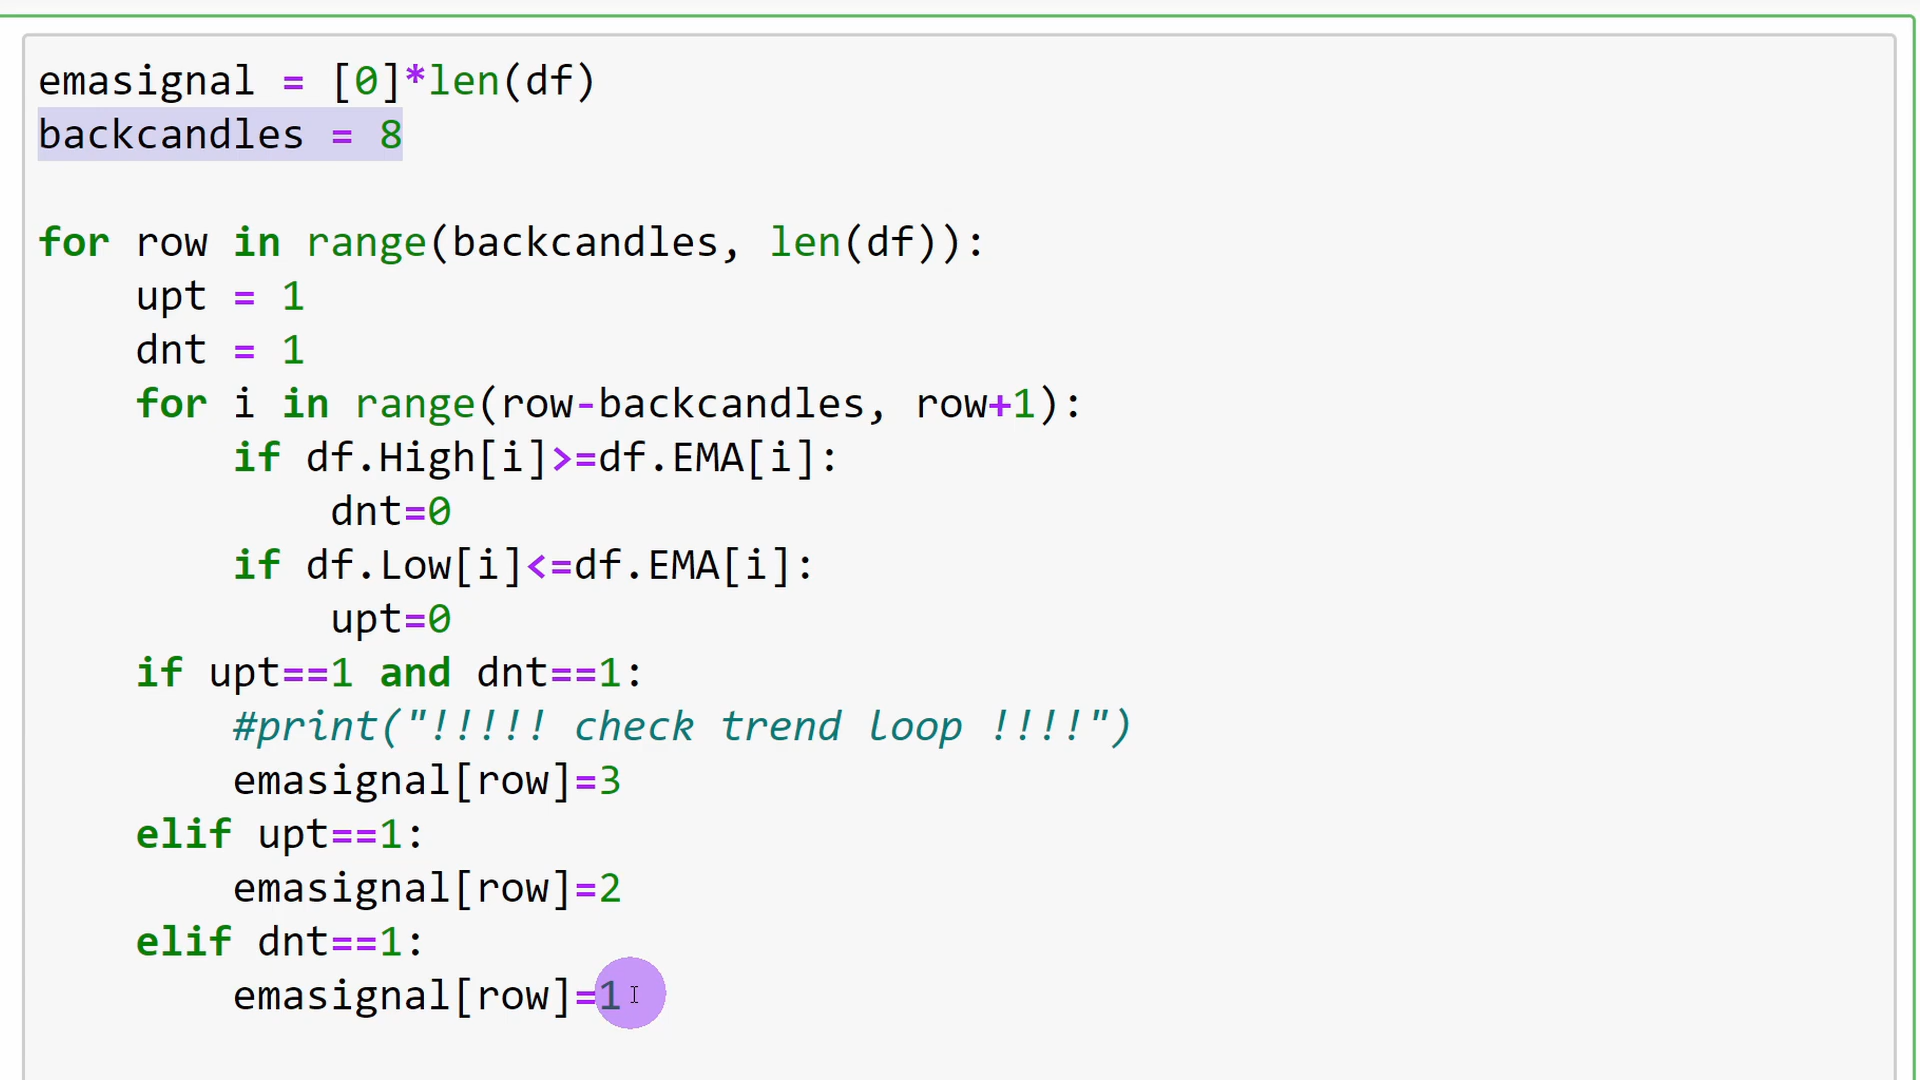 emasignal = [0]*len(df)
backcandles = 8

for row in range(backcandles, len(df)):
    upt = 1
    dnt = 1
    for i in range(row-backcandles, row+1):
        if df.High[i]>=df.EMA[i]:
            dnt=0
        if df.Low[i]<=df.EMA[i]:
            upt=0
    if upt==1 and dnt==1:
        #print("!!!!! check trend loop !!!!")
        emasignal[row]=3
    elif upt==1:
        emasignal[row]=2
    elif dnt==1:
        emasignal[row]=1